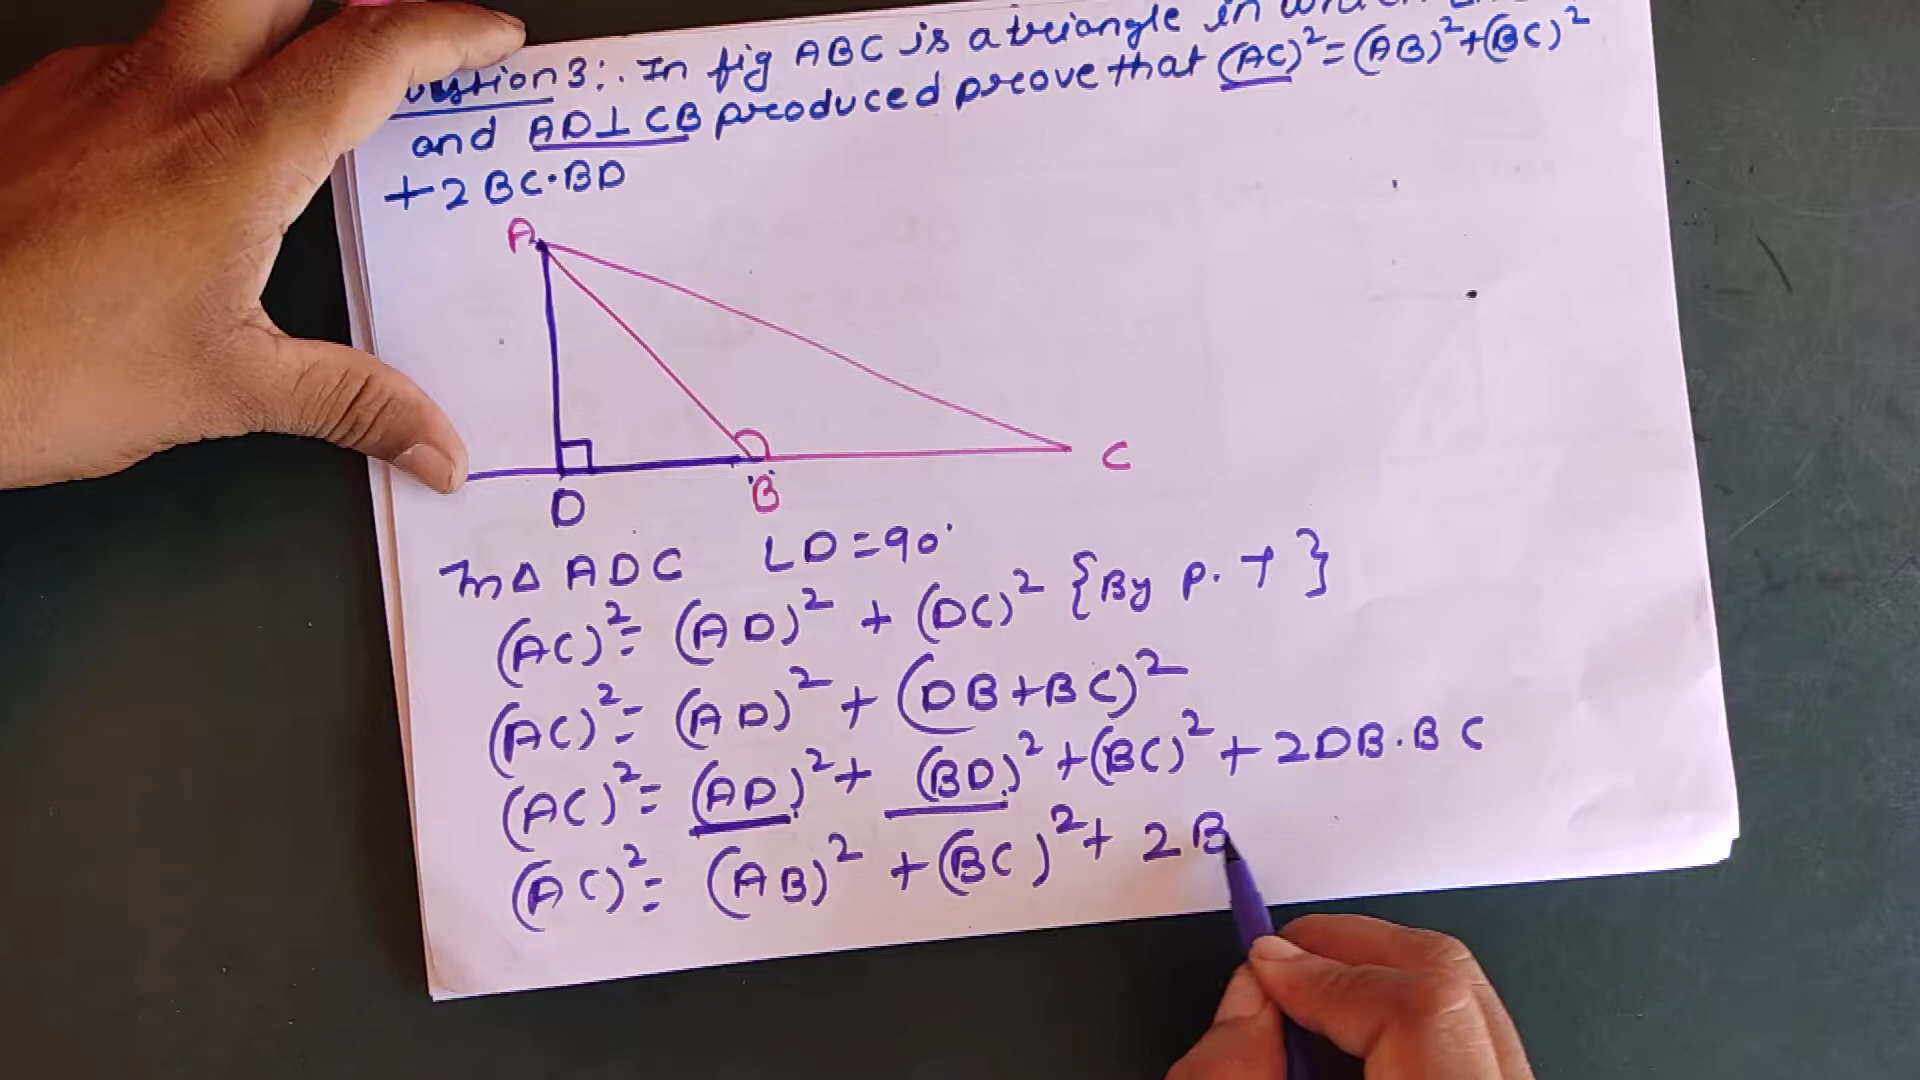 Question 3:. In fig ABC is a triangle in which
and AD⊥CB produced prove that (AC)²=(AB)²+(BC)²
+2BC·BD
A
D
B
C
In △ ADC ∠D=90°
(AC)²= (AD)² + (DC)² {By p. T}
(AC)²= (AD)² + (DB+BC)²
(AC)²= (AD)²+ (BD)²+(BC)²+2DB.BC
(AC)²= (AB)² +(BC)²+ 2B